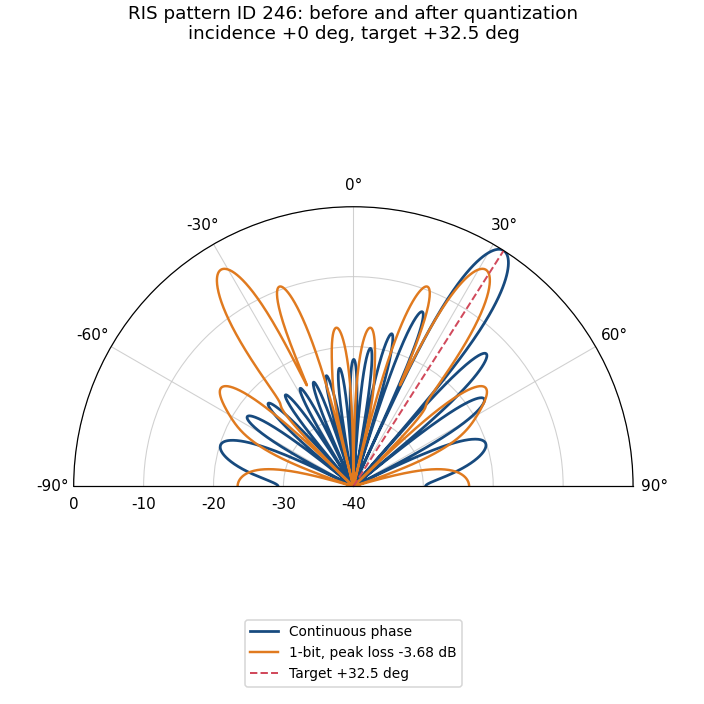 RIS pattern ID 246: before and after quantization
incidence +0 deg, target +32.5 deg
0°
-30°
30°
-60°
60°
-90°
90°
0
-10
-20
-30
-40
Continuous phase
1-bit, peak loss -3.68 dB
Target +32.5 deg